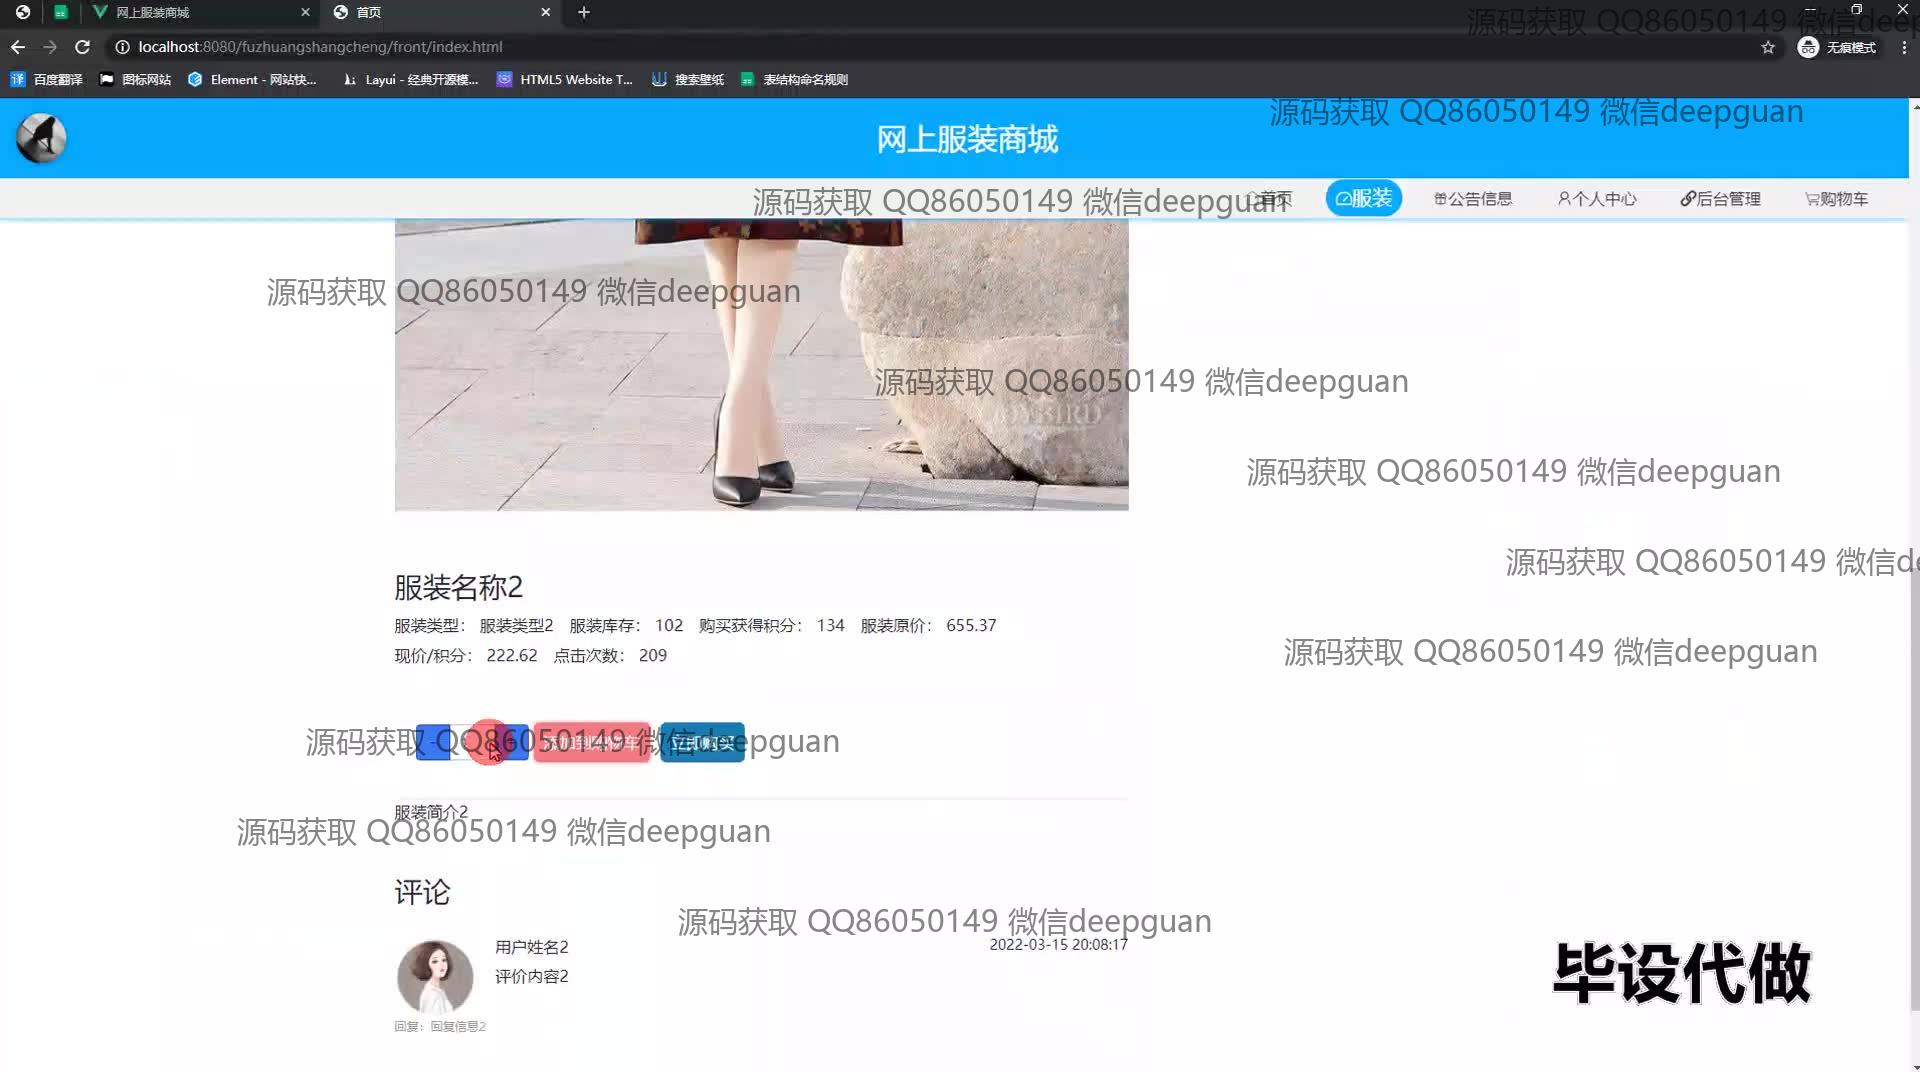 网上服装商城
首页
localhost:8080/fuzhuangshangcheng/front/index.html
无痕模式
百度翻译
图标网站
Element - 网站快...
Layui - 经典开源模...
HTML5 Website T...
搜索壁纸
表结构命名规则
源码获取 QQ86050149 微信deep
网上服装商城
源码获取 QQ86050149 微信deepguan
源码获取 QQ86050149 微信deepguan
首页
服装
公告信息
个人中心
后台管理
购物车
源码获取 QQ86050149 微信deepguan
源码获取 QQ86050149 微信deepguan
源码获取 QQ86050149 微信deepguan
源码获取 QQ86050149 微信de
服装名称2
服装类型： 服装类型2 服装库存： 102 购买获得积分： 134 服装原价： 655.37
现价/积分： 222.62 点击次数： 209
源码获取 QQ86050149 微信deepguan
源码获取 QQ86050149 微信deepguan
添加到购物车
立即购买
服装简介2
源码获取 QQ86050149 微信deepguan
评论
源码获取 QQ86050149 微信deepguan
用户姓名2
2022-03-15 20:08:17
评价内容2
回复：回复信息2
毕设代做